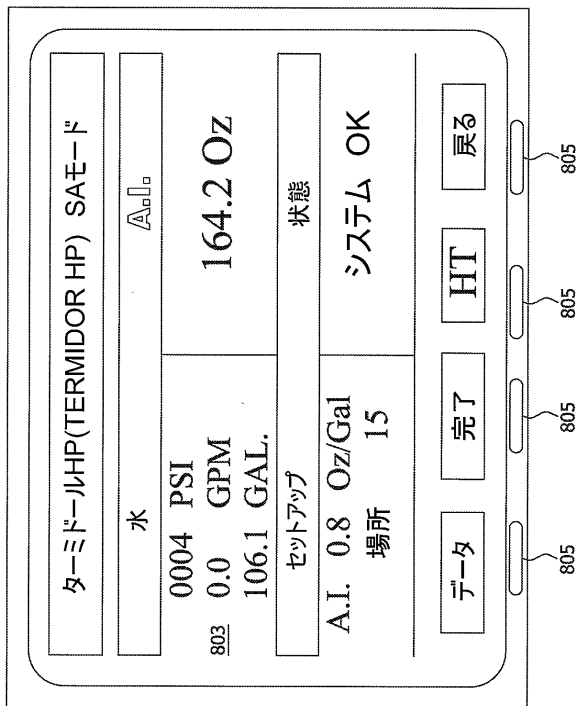 ターミドールHP(TERMIDOR HP) SAモード
水
A.I.
0004 PSI
0.0 GPM
106.1 GAL.
164.2 Oz
803
セットアップ
状態
A.I. 0.8 Oz/Gal
場所 15
システム OK
データ
完了
HT
戻る
805
805
805
805